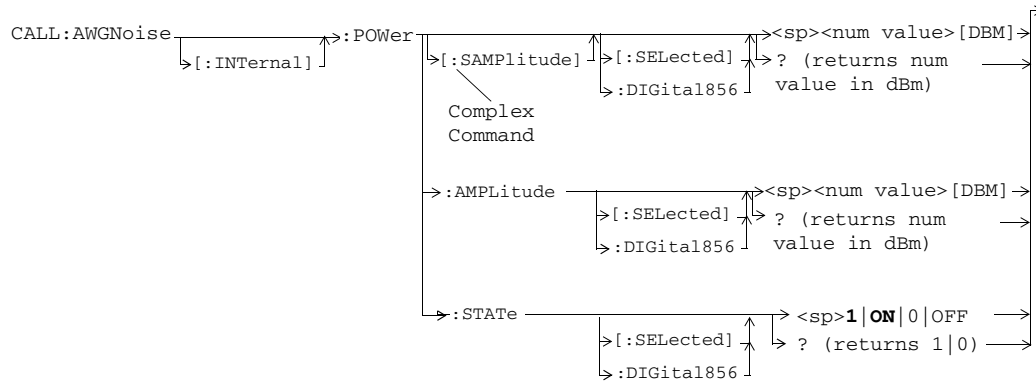 CALL:AWGNoise
[:INTernal]
:POWer
[:SAMPlitude]
Complex
Command
[:SELected]
:DIGital856
<sp><num value>[DBM]
? (returns num
value in dBm)
:AMPLitude
[:SELected]
:DIGital856
<sp><num value>[DBM]
? (returns num
value in dBm)
:STATe
[:SELected]
:DIGital856
<sp>1|ON|0|OFF
? (returns 1|0)